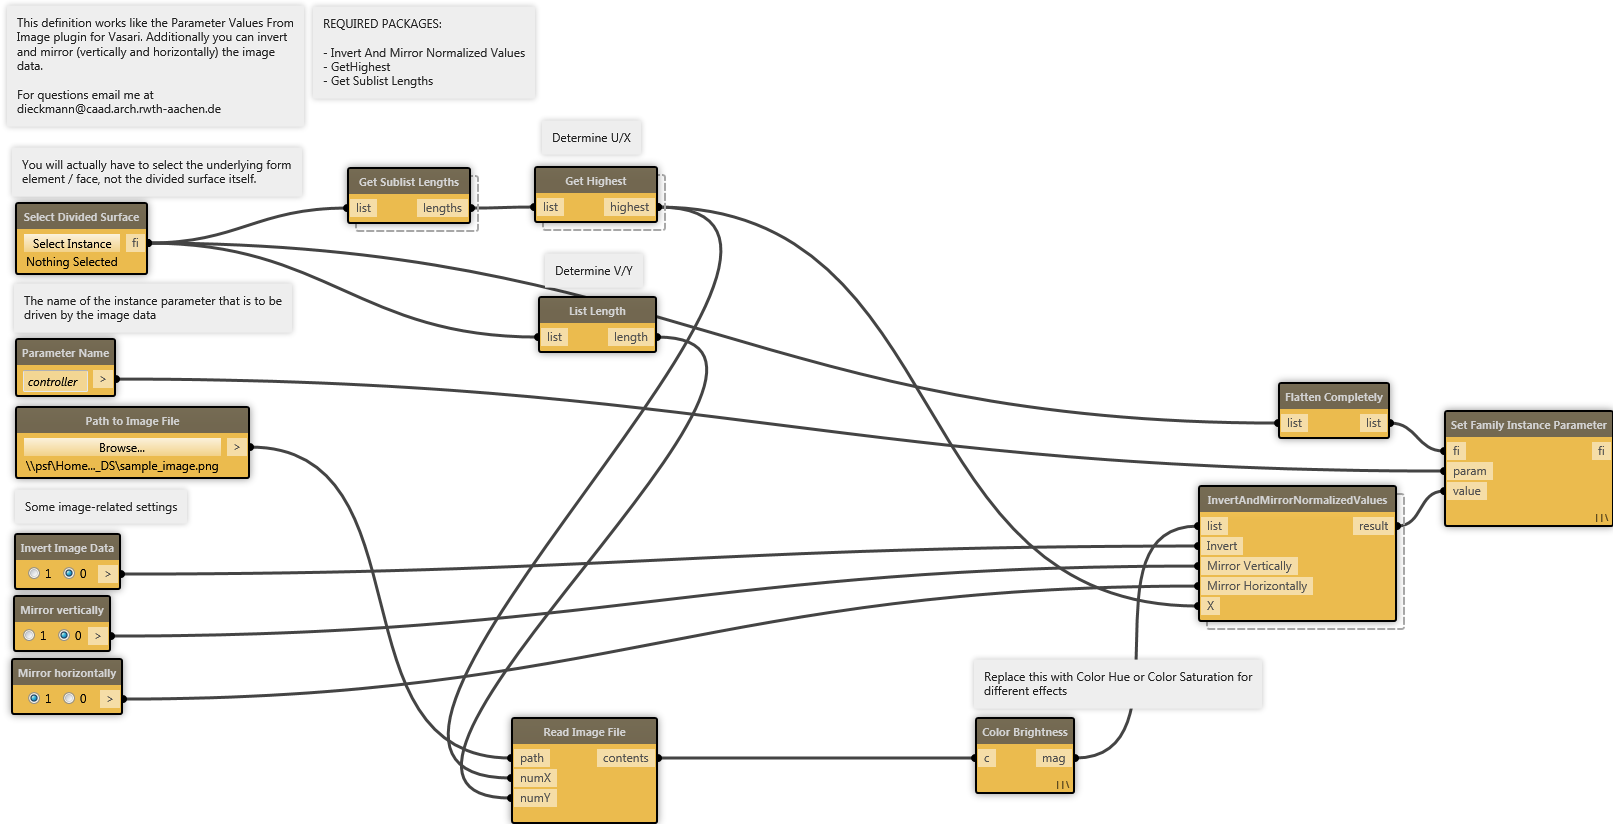 This definition works like the Parameter Values From
Image plugin for Vasari. Additionally you can invert
and mirror (vertically and horizontally) the image
data.
For questions email me at
dieckmann@caad.arch.rwth-aachen.de
REQUIRED PACKAGES:
- Invert And Mirror Normalized Values
- GetHighest
- Get Sublist Lengths
Determine U/X
You will actually have to select the underlying form
element / face, not the divided surface itself.
Get Sublist Lengths
list lengths
Get Highest
list highest
Select Divided Surface
Select Instance fi
Nothing Selected
Determine V/Y
The name of the instance parameter that is to be
driven by the image data
List Length
list length
Parameter Name
controller >
Path to Image File
Browse... >
\\psf\Home..._DS\sample_image.png
Flatten Completely
list list
Set Family Instance Parameter
fi fi
param
value
| | \
Some image-related settings
InvertAndMirrorNormalizedValues
list result
Invert
Mirror Vertically
Mirror Horizontally
X
Invert Image Data
1 0 >
Mirror vertically
1 0 >
Mirror horizontally
1 0 >
Replace this with Color Hue or Color Saturation for
different effects
Read Image File
path contents
numX
numY
Color Brightness
c mag
| | \